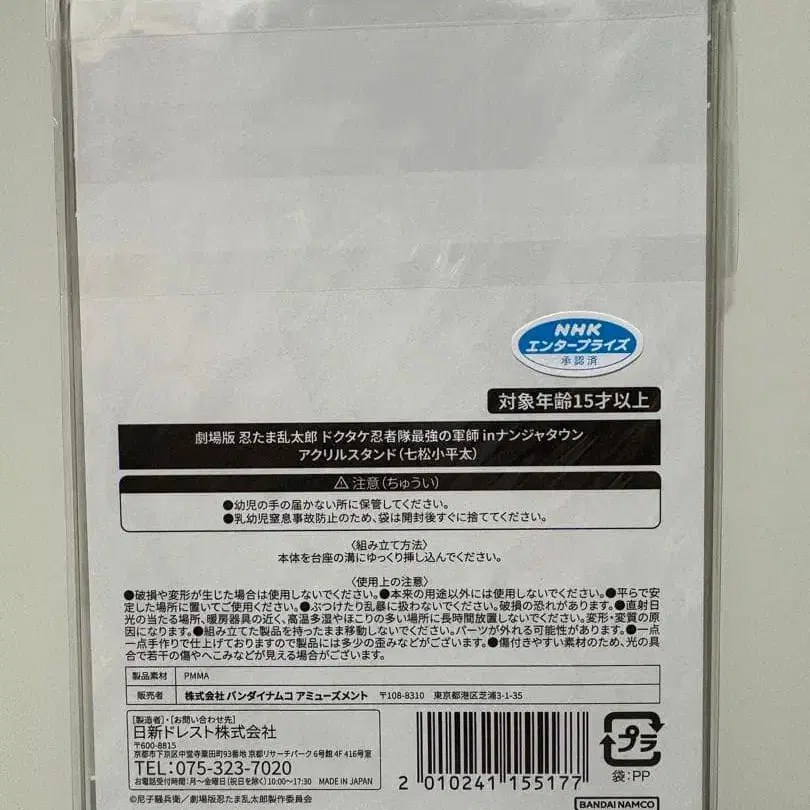 NHK
エンタープライズ
承認済
対象年齢15才以上
劇場版 忍たま乱太郎 ドクタケ忍者隊最強の軍師 inナンジャタウン
アクリルスタンド(七松小平太)
⚠注意(ちゅうい)
●幼児の手の届かない所に保管してください。
●乳幼児窒息事故防止のため、袋は開封後すぐに捨ててください。
〈組み立て方法〉
本体を台座の溝にゆっくり挿し込んでください。
〈使用上の注意〉
●破損や変形が生じた場合は使用しないでください。●本来の用途以外には使用しないでください。●平らで安
定した場所に置いてご使用ください。●ぶつけたり乱暴に扱わないでください。破損の恐れがあります。●直射日
光の当たる場所、暖房器具の近く、高温多湿やほこりの多い場所に長時間放置しないでください。変形・変質の原
因になります。●組み立てた製品を持ったまま移動しないでください。パーツが外れる可能性があります。●一点
一点手作りで仕上げておりますので製品には多少の歪みなどがございます。●傷付きやすい素材のため、光の具
合で若干の傷やへこみなどが見える場合がございます。
製品素材 PMMA
販売者 株式会社 バンダイナムコ アミューズメント 〒108-8310 東京都港区芝浦3-1-35
[製造者]・[お問い合わせ先]
日新ドレスト株式会社
〒600-8815
京都市下京区中堂寺粟田町93番地 京都リサーチパーク6号館 4F 416号室
TEL:075-323-7020
お電話受付時間:月〜金曜日(祝日を除く)10:00〜17:30 MADE IN JAPAN
©尼子騒兵衛/劇場版忍たま乱太郎製作委員会
2 010241 155177
プラ
袋:PP
BANDAI NAMCO